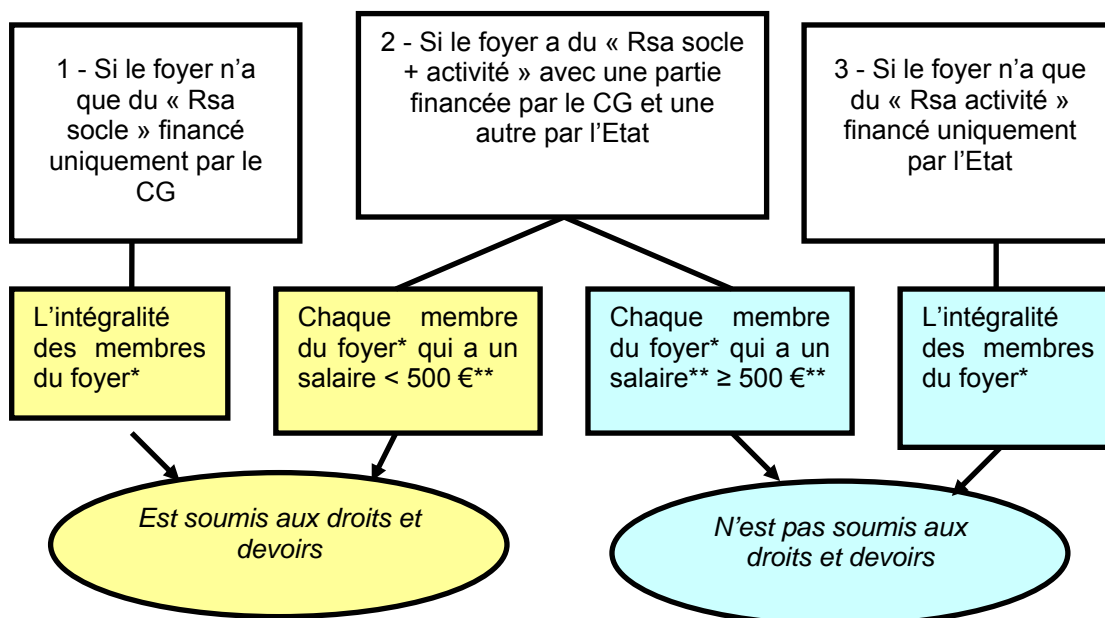 1 - Si le foyer n’a
que du « Rsa
socle » financé
uniquement par le
CG
2 - Si le foyer a du « Rsa socle
+ activité » avec une partie
financée par le CG et une
autre par l’Etat
3 - Si le foyer n’a que
du « Rsa activité »
financé uniquement
par l’Etat
L’intégralité
des membres
du foyer*
Chaque membre
du foyer* qui a un
salaire < 500 €**
Chaque membre
du foyer* qui a un
salaire** ≥ 500 €**
L’intégralité
des membres
du foyer*
Est soumis aux droits et
devoirs
N’est pas soumis aux
droits et devoirs